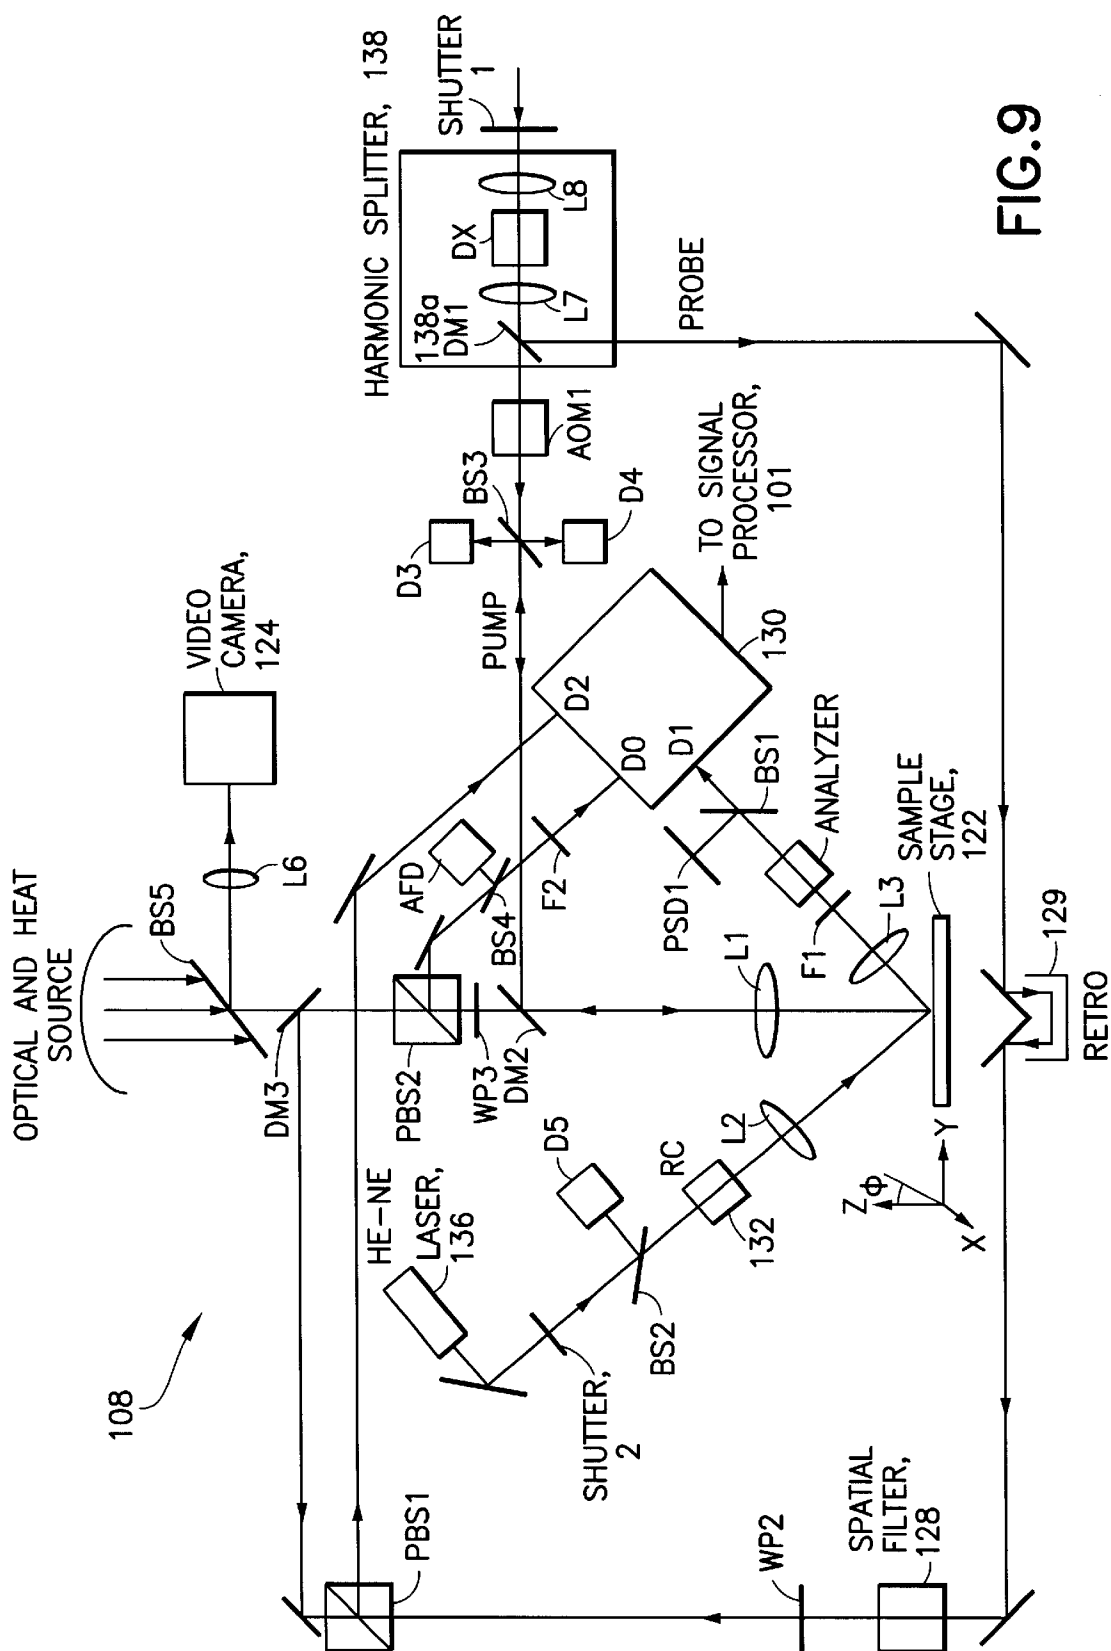 OPTICAL AND HEAT
SOURCE
BS5
L6
VIDEO
CAMERA,
124
DM3
108
HE-NE
LASER,
136
PBS2
WP3
DM2
AFD
BS4
F2
D5
RC
132
L2
BS2
SHUTTER,
2
PBS1
L1
PUMP
D3
BS3
D4
AOM1
HARMONIC SPLITTER, 138
138a
DM1
L7
DX
L8
SHUTTER
1
PROBE
D2
D0
D1
130
TO SIGNAL
PROCESSOR,
101
PSD1
BS1
ANALYZER
F1
L3
SAMPLE
STAGE,
122
Z
Φ
Y
X
129
RETRO
WP2
SPATIAL
FILTER,
128
FIG.9